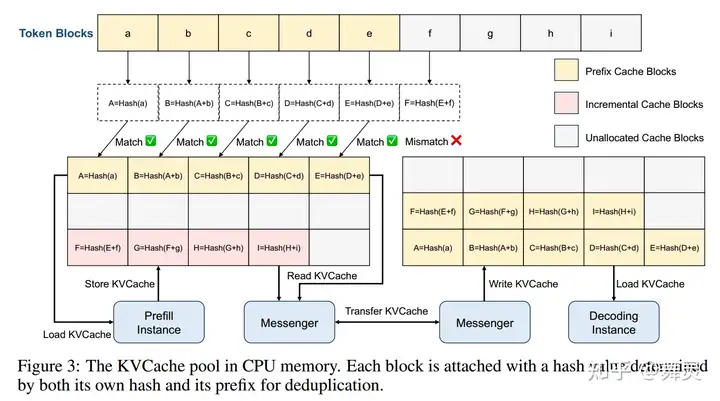 Token Blocks
a b c d e f g h i
Prefix Cache Blocks
A=Hash(a) B=Hash(A+b) C=Hash(B+c) D=Hash(C+d) E=Hash(D+e) F=Hash(E+f)
Incremental Cache Blocks
Unallocated Cache Blocks
Match Match Match Match Match Mismatch
A=Hash(a) B=Hash(A+b) C=Hash(B+c) D=Hash(C+d) E=Hash(D+e)
F=Hash(E+f) G=Hash(F+g) H=Hash(G+h) I=Hash(H+i)
F=Hash(E+f) G=Hash(F+g) H=Hash(G+h) I=Hash(H+i)
A=Hash(a) B=Hash(A+b) C=Hash(B+c) D=Hash(C+d) E=Hash(D+e)
Store KVCache
Read KVCache
Write KVCache
Load KVCache
Load KVCache
Prefill
Instance
Messenger
Transfer KVCache
Messenger
Decoding
Instance
Figure 3: The KVCache pool in CPU memory. Each block is attached with a hash value determined
by both its own hash and its prefix for deduplication.
知乎 @舞灵